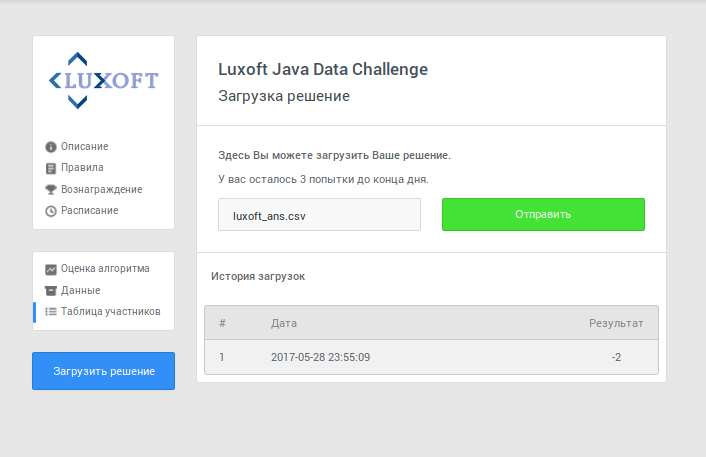 LUXOFT
Описание
Правила
Вознаграждение
Расписание
Оценка алгоритма
Данные
Таблица участников
Загрузить решение
Luxoft Java Data Challenge
Загрузка решение
Здесь Вы можете загрузить Ваше решение.
У вас осталось 3 попытки до конца дня.
luxoft_ans.csv
Отправить
История загрузок
# Дата Результат
1 2017-05-28 23:55:09 -2